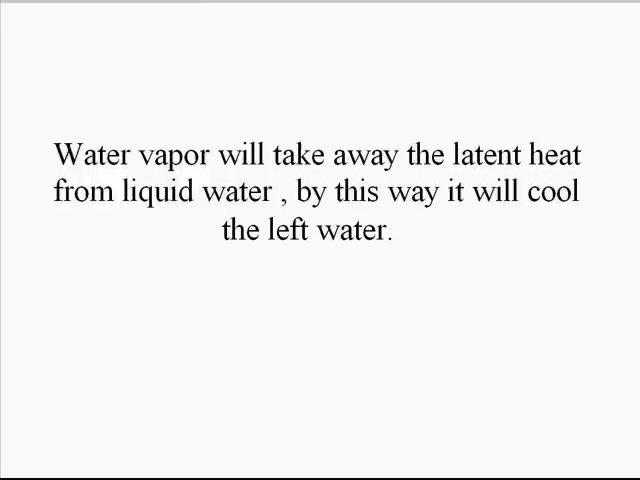 Water vapor will take away the latent heat
from liquid water , by this way it will cool
the left water.